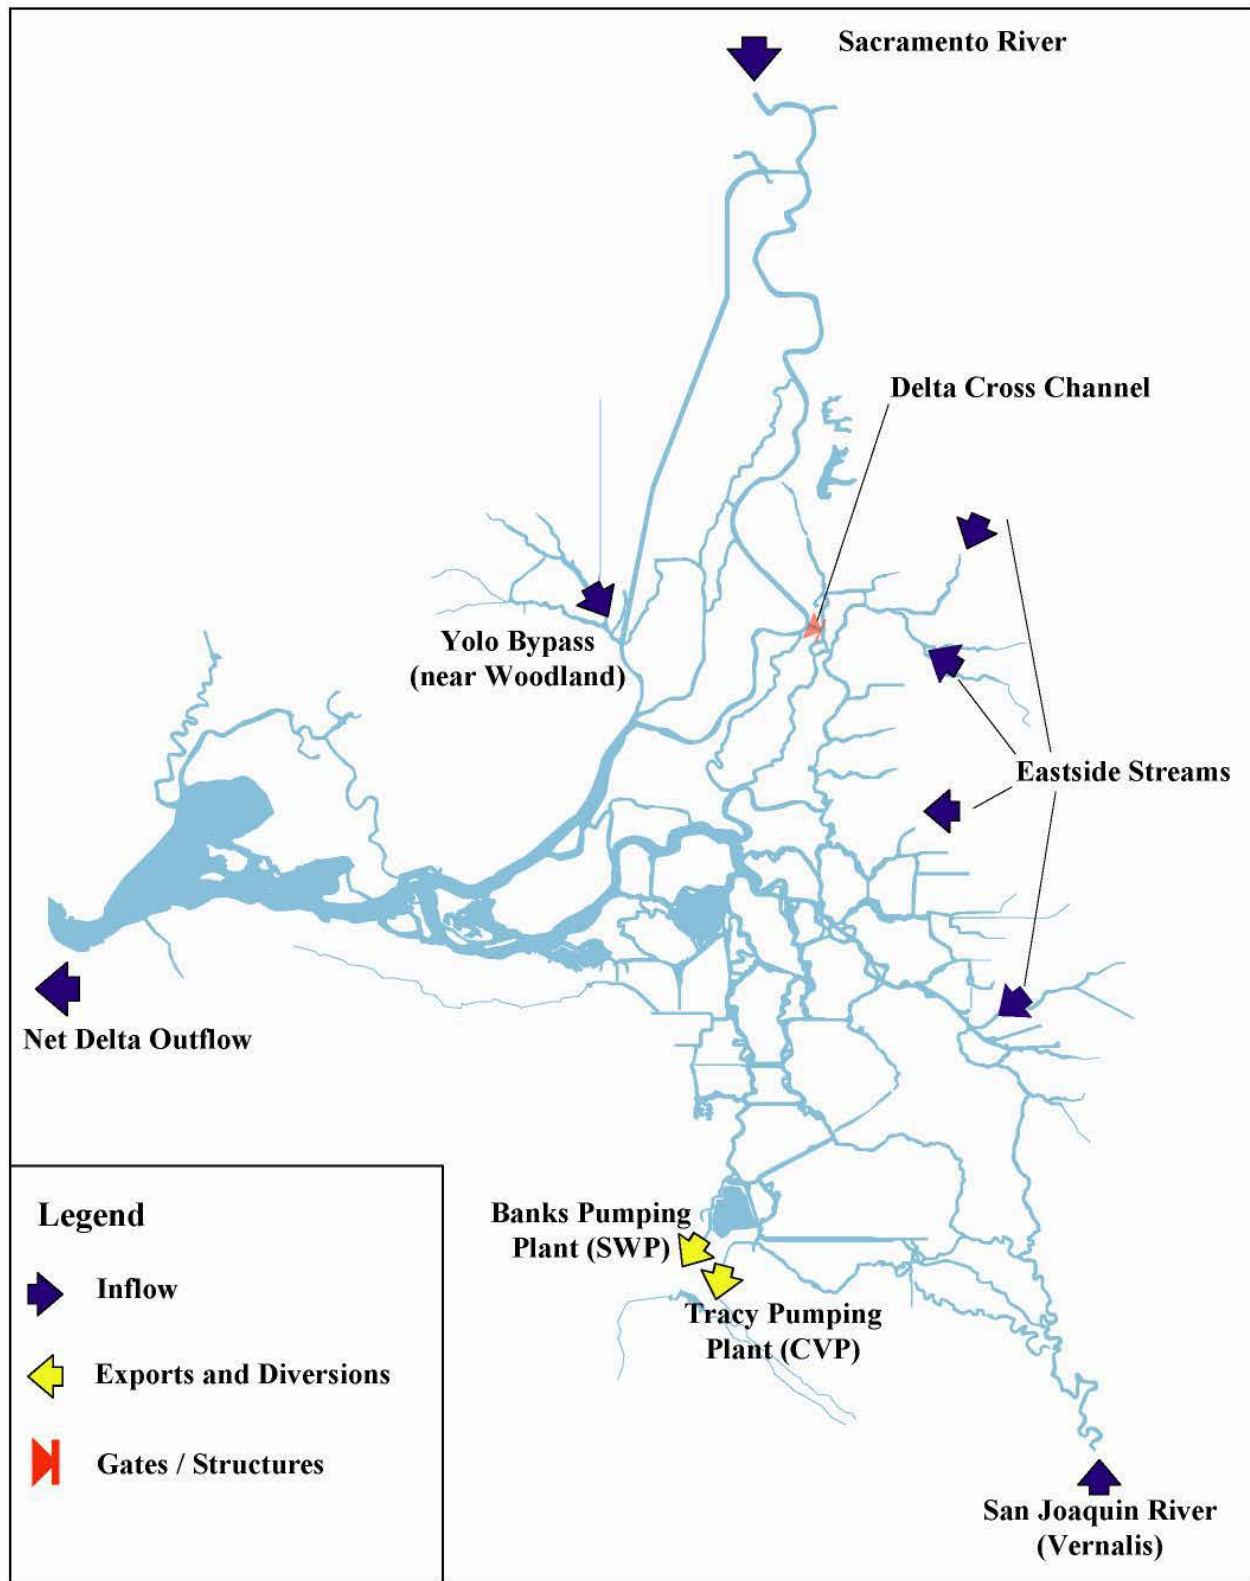 Sacramento River
Delta Cross Channel
Yolo Bypass
(near Woodland)
Eastside Streams
Net Delta Outflow
Banks Pumping
Plant (SWP)
Tracy Pumping
Plant (CVP)
San Joaquin River
(Vernalis)
Legend
Inflow
Exports and Diversions
Gates / Structures